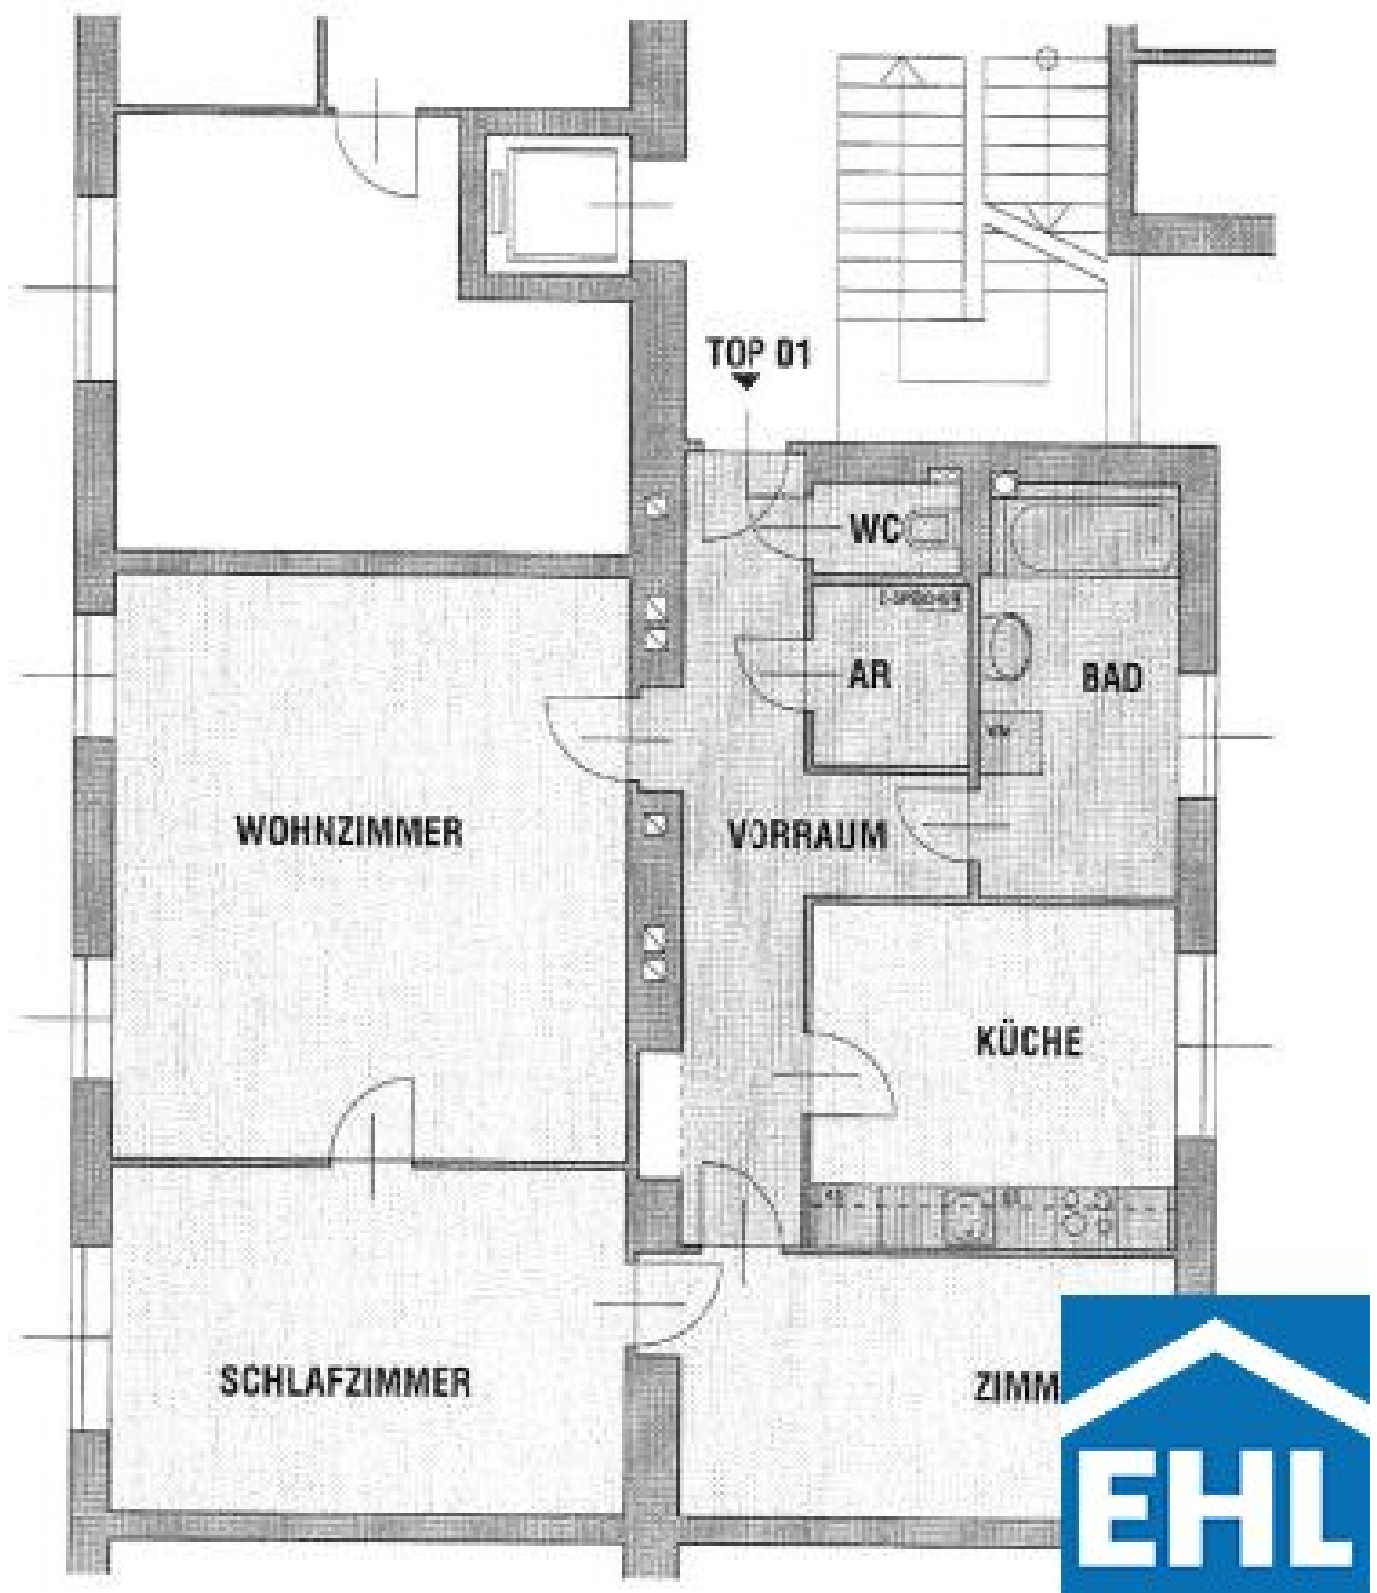 TOP 01
WC
AR
BAD
WOHNZIMMER
VORRAUM
KÜCHE
SCHLAFZIMMER
ZIMM
EHL